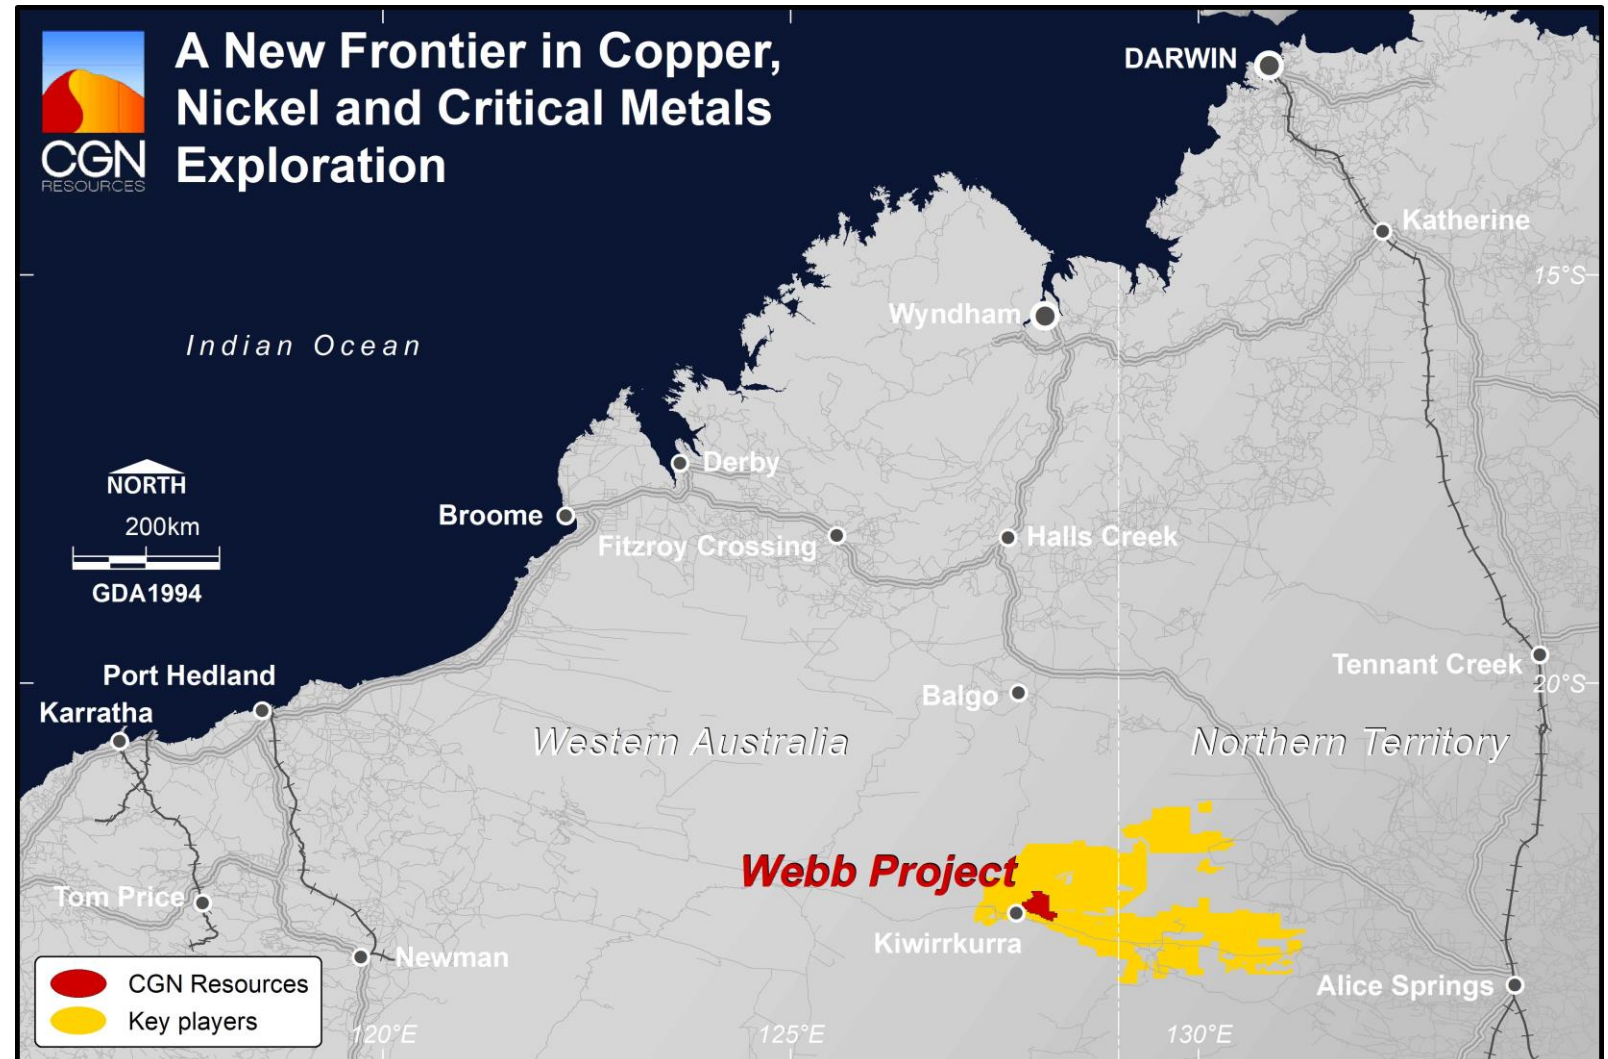 A New Frontier in Copper,
Nickel and Critical Metals
Exploration
CGN
RESOURCES
DARWIN
Katherine
15°S
Wyndham
Indian Ocean
Derby
NORTH
Broome
200km
Fitzroy Crossing
Halls Creek
GDA1994
Tennant Creek
Port Hedland
20°S
Balgo
Karratha
Western Australia
Northern Territory
Webb Project
Tom Price
Kiwirrkurra
Newman
Alice Springs
CGN Resources
Key players
120°E
125°E
130°E